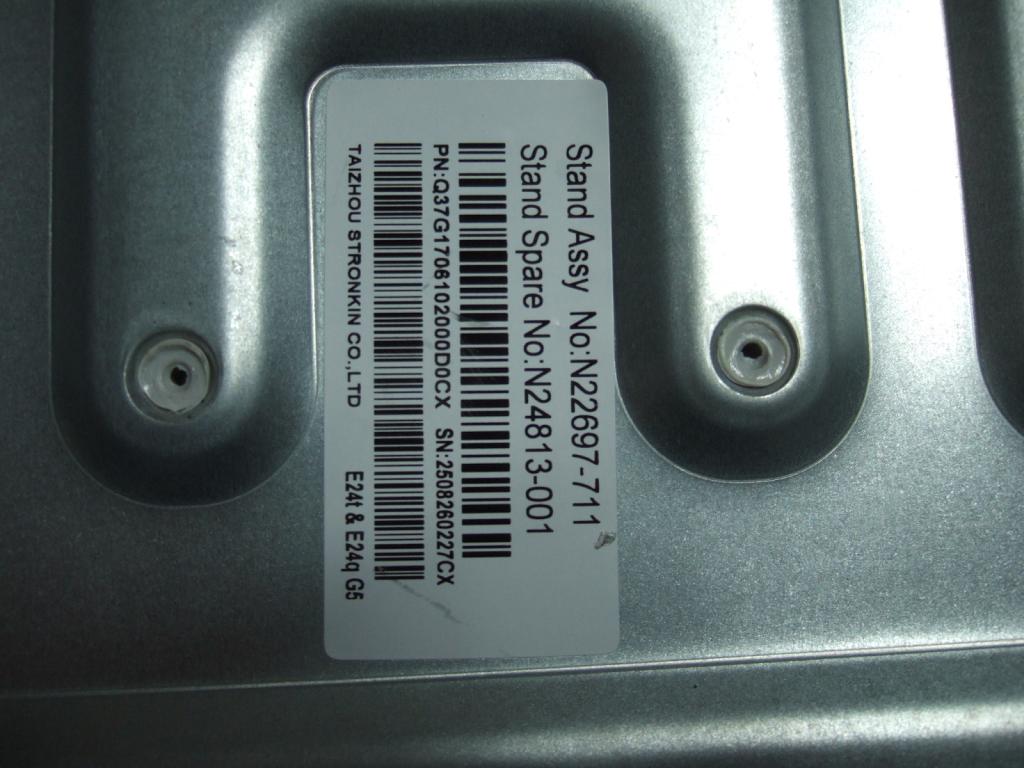 Stand Assy No:N22697-711
Stand Spare No:N24813-001
PN:Q37G1706102000D0CX SN:2508260227CX
TAIZHOU STRONKIN CO.,LTD E24t & E24q G5